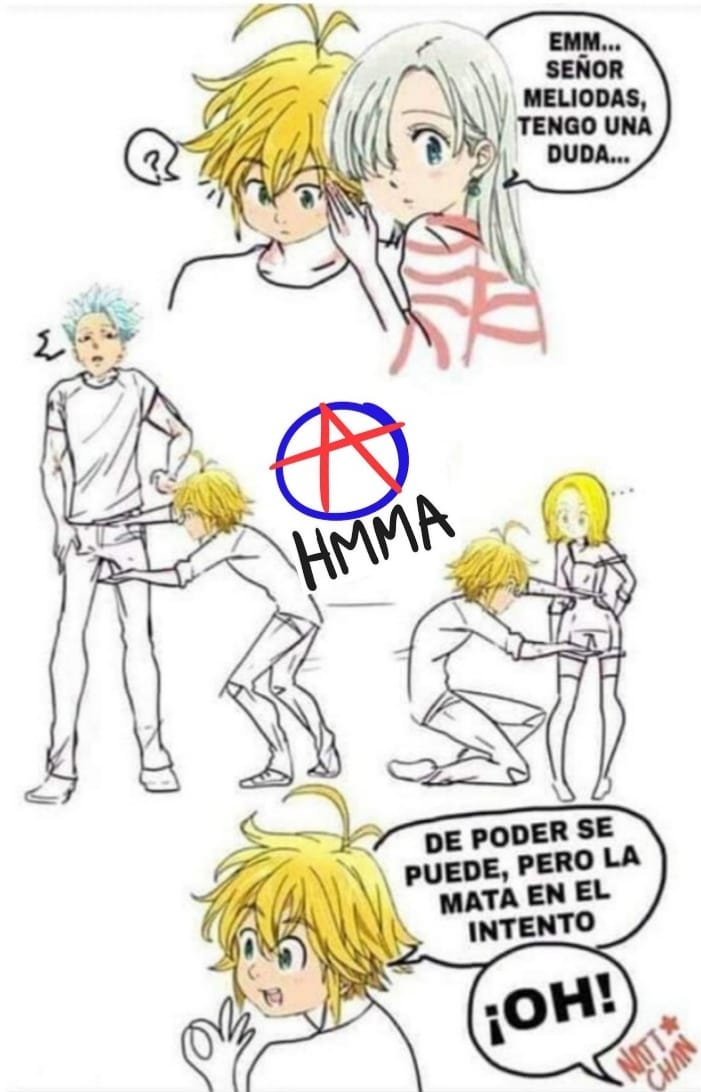 EMM...
SEÑOR
MELIODAS,
TENGO UNA
DUDA...
??
A
HMMA
...
DE PODER SE
PUEDE, PERO LA
MATA EN EL
INTENTO
¡OH!
NATT
CHAN